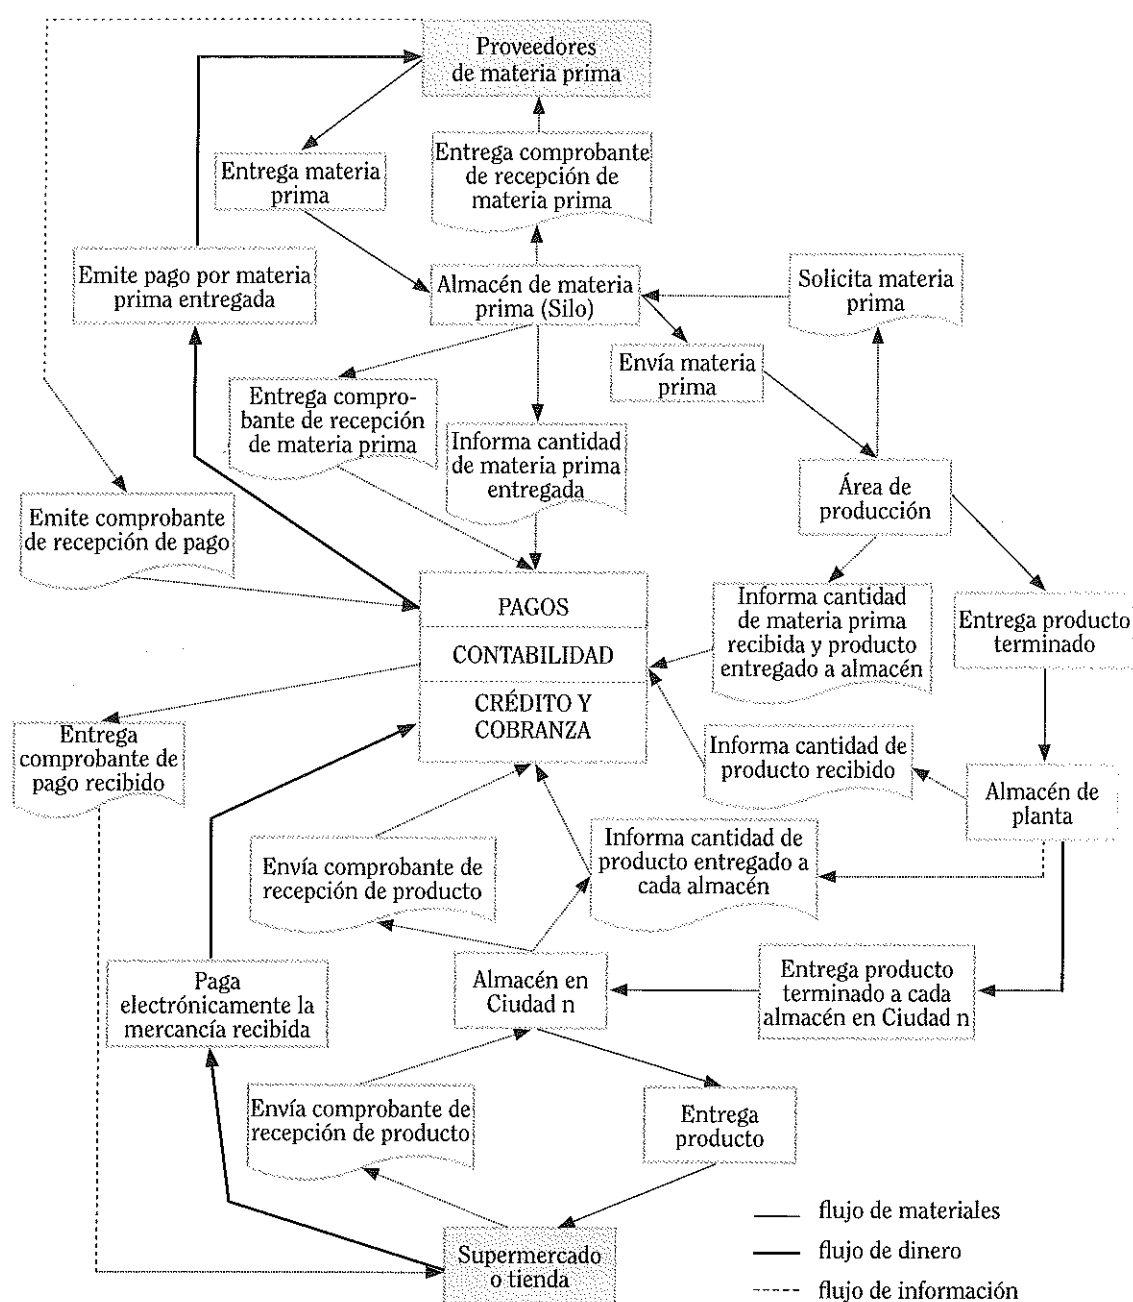 Proveedores
de materia prima
Entrega materia
prima
Entrega comprobante
de recepción de
materia prima
Emite pago por materia
prima entregada
Almacén de materia
prima (Silo)
Solicita materia
prima
Envía materia
prima
Entrega compro-
bante de recepción
de materia prima
Informa cantidad
de materia prima
entregada
Área de
producción
Emite comprobante
de recepción de pago
PAGOS
CONTABILIDAD
CRÉDITO Y
COBRANZA
Informa cantidad
de materia prima
recibida y producto
entregado a almacén
Entrega producto
terminado
Entrega
comprobante de
pago recibido
Informa cantidad de
producto recibido
Almacén de
planta
Envía comprobante de
recepción de producto
Informa cantidad de
producto entregado a
cada almacén
Paga
electrónicamente la
mercancía recibida
Almacén en
Ciudad n
Entrega producto
terminado a cada
almacén en Ciudad n
Envía comprobante de
recepción de producto
Entrega
producto
Supermercado
o tienda
flujo de materiales
flujo de dinero
flujo de información